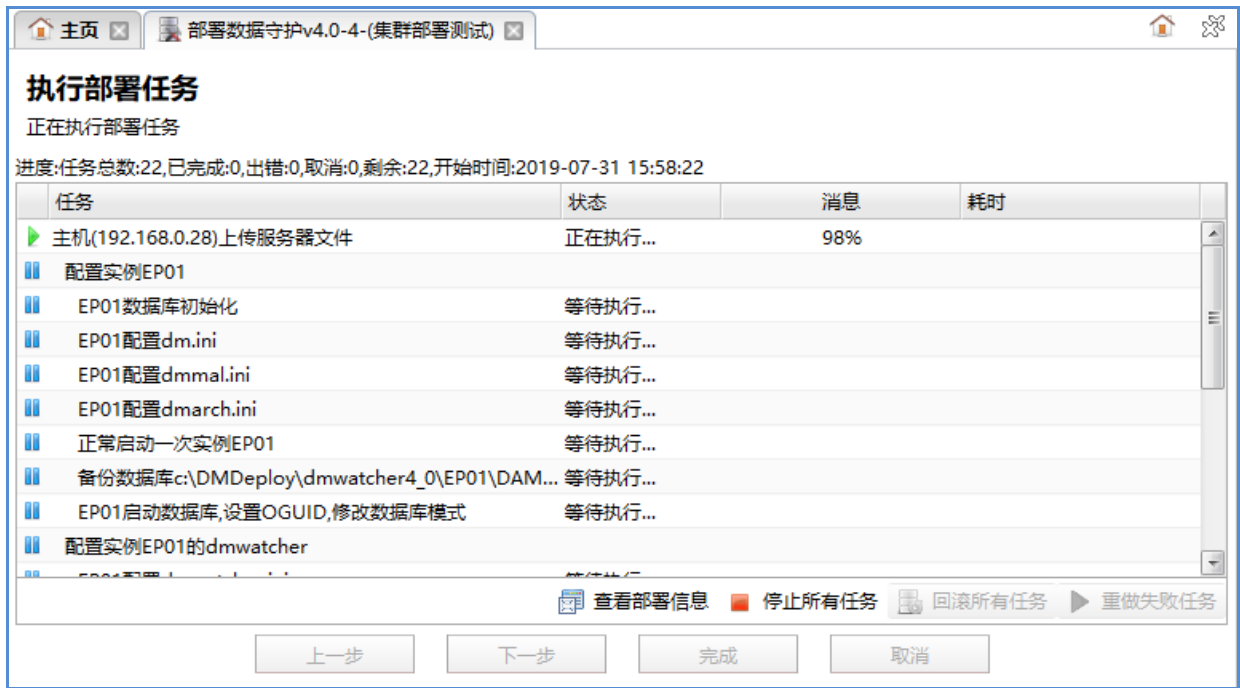 主页 部署数据守护v4.0-4-(集群部署测试)
执行部署任务
正在执行部署任务
进度:任务总数:22,已完成:0,出错:0,取消:0,剩余:22,开始时间:2019-07-31 15:58:22
任务 状态 消息 耗时
主机(192.168.0.28)上传服务器文件 正在执行... 98%
配置实例EP01
EP01数据库初始化 等待执行...
EP01配置dm.ini 等待执行...
EP01配置dmmal.ini 等待执行...
EP01配置dmarch.ini 等待执行...
正常启动一次实例EP01 等待执行...
备份数据库c:\DMDeploy\dmwatcher4_0\EP01\DAM... 等待执行...
EP01启动数据库,设置OGUID,修改数据库模式 等待执行...
配置实例EP01的dmwatcher
查看部署信息 停止所有任务 回滚所有任务 重做失败任务
上一步 下一步 完成 取消